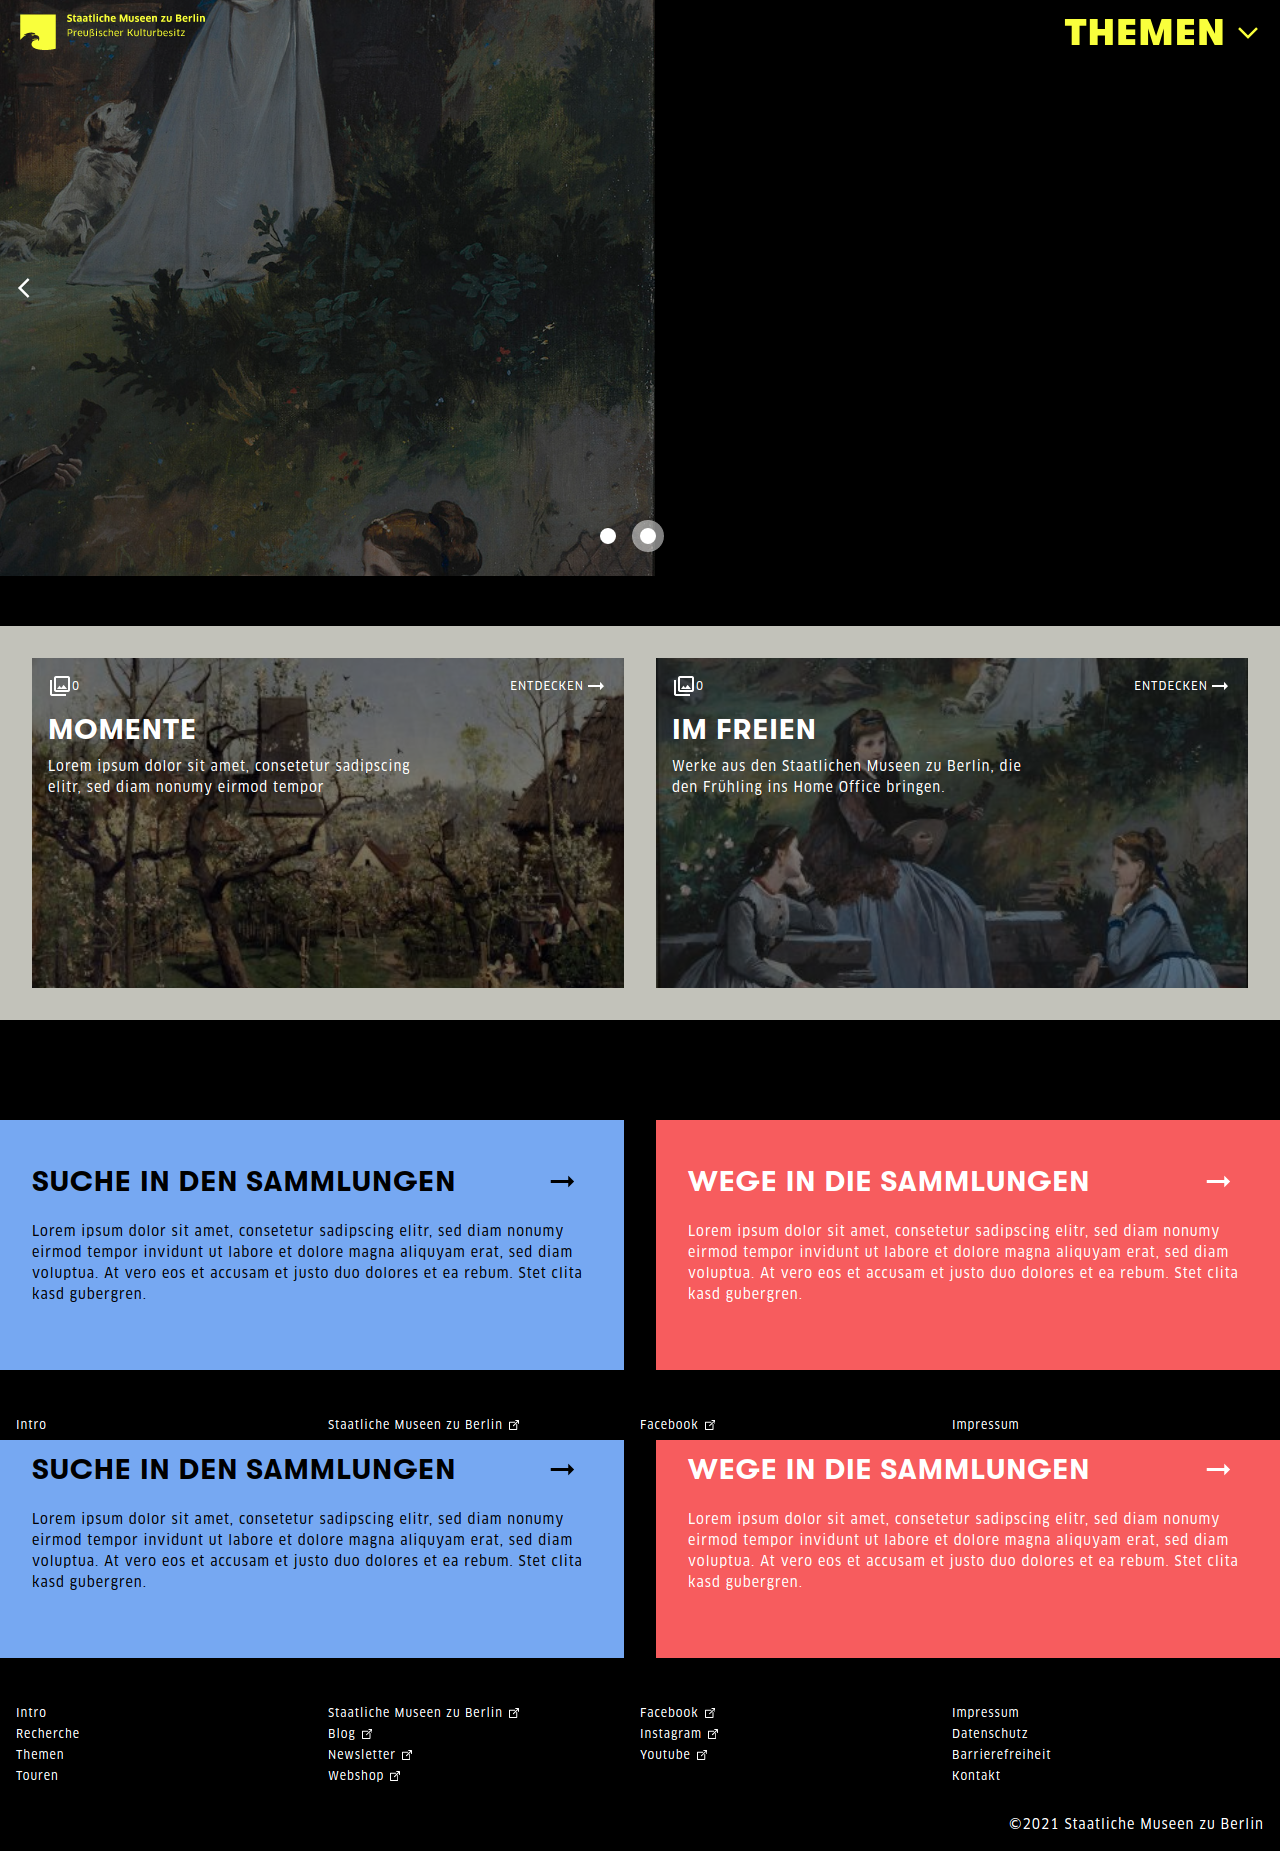 Staatliche Museen zu Berlin
Preußischer Kulturbesitz
THEMEN
0
ENTDECKEN
MOMENTE
Lorem ipsum dolor sit amet, consetetur sadipscing
elitr, sed diam nonumy eirmod tempor
0
ENTDECKEN
IM FREIEN
Werke aus den Staatlichen Museen zu Berlin, die
den Frühling ins Home Office bringen.
SUCHE IN DEN SAMMLUNGEN
Lorem ipsum dolor sit amet, consetetur sadipscing elitr, sed diam nonumy
eirmod tempor invidunt ut labore et dolore magna aliquyam erat, sed diam
voluptua. At vero eos et accusam et justo duo dolores et ea rebum. Stet clita
kasd gubergren.
WEGE IN DIE SAMMLUNGEN
Lorem ipsum dolor sit amet, consetetur sadipscing elitr, sed diam nonumy
eirmod tempor invidunt ut labore et dolore magna aliquyam erat, sed diam
voluptua. At vero eos et accusam et justo duo dolores et ea rebum. Stet clita
kasd gubergren.
Intro
Staatliche Museen zu Berlin
Facebook
Impressum
SUCHE IN DEN SAMMLUNGEN
Lorem ipsum dolor sit amet, consetetur sadipscing elitr, sed diam nonumy
eirmod tempor invidunt ut labore et dolore magna aliquyam erat, sed diam
voluptua. At vero eos et accusam et justo duo dolores et ea rebum. Stet clita
kasd gubergren.
WEGE IN DIE SAMMLUNGEN
Lorem ipsum dolor sit amet, consetetur sadipscing elitr, sed diam nonumy
eirmod tempor invidunt ut labore et dolore magna aliquyam erat, sed diam
voluptua. At vero eos et accusam et justo duo dolores et ea rebum. Stet clita
kasd gubergren.
Intro
Recherche
Themen
Touren
Staatliche Museen zu Berlin
Blog
Newsletter
Webshop
Facebook
Instagram
Youtube
Impressum
Datenschutz
Barrierefreiheit
Kontakt
©2021 Staatliche Museen zu Berlin